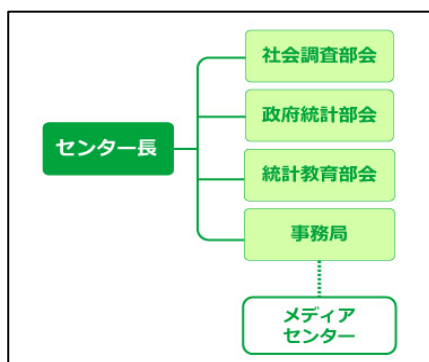 社会調査部会
政府統計部会
センター長
統計教育部会
事務局
メディア
センター